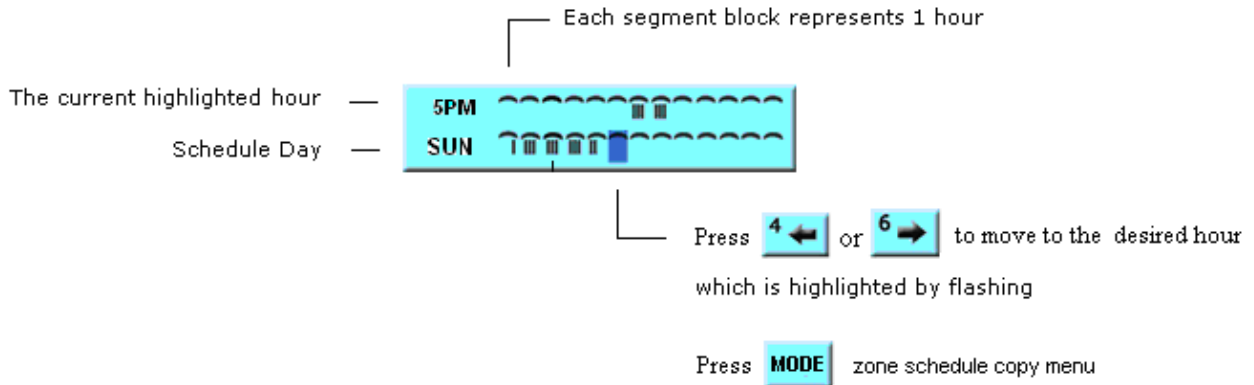 Each segment block represents 1 hour
The current highlighted hour
5PM
Schedule Day
SUN
Press 4 or 6 to move to the desired hour
which is highlighted by flashing
Press MODE zone schedule copy menu